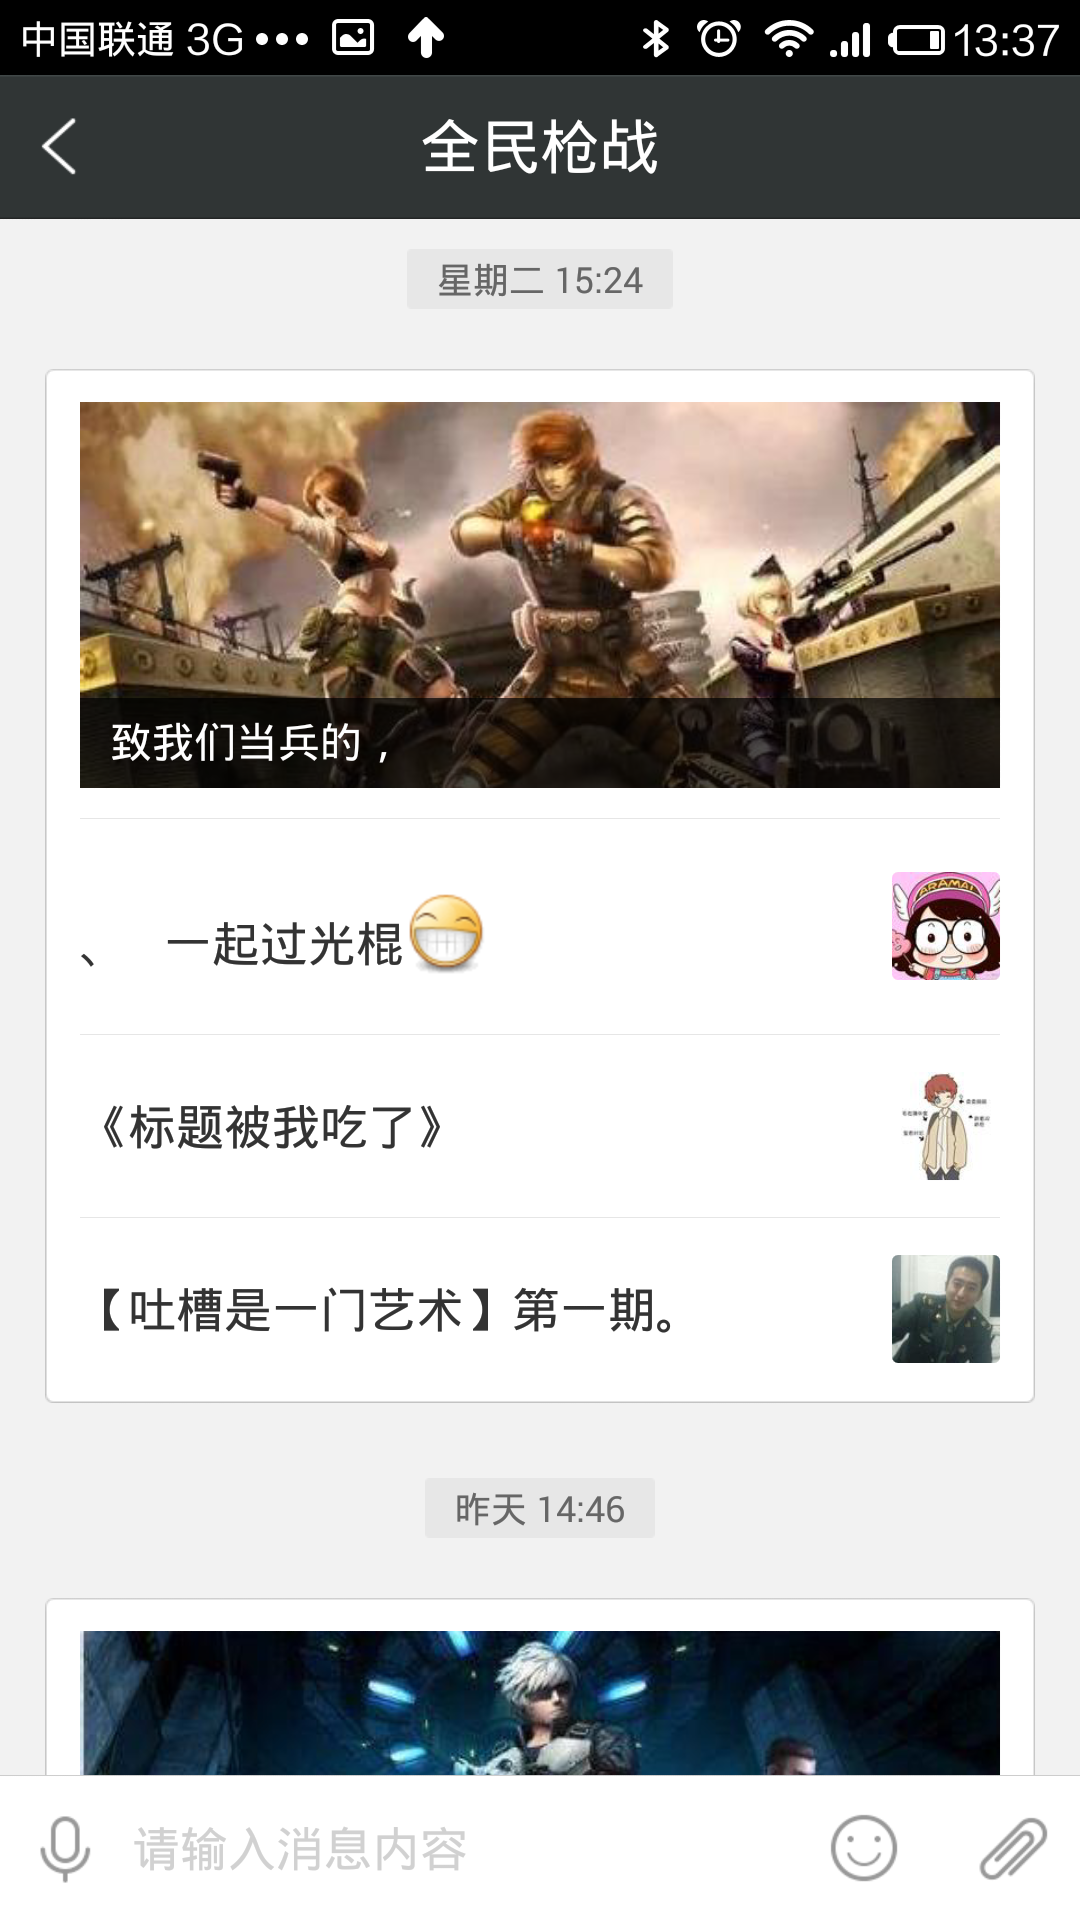 中国联通 3G 13:37
全民枪战
星期二 15:24
致我们当兵的，
、 一起过光棍
ARAMAI
《标题被我吃了》
【吐槽是一门艺术】第一期。
昨天 14:46
请输入消息内容